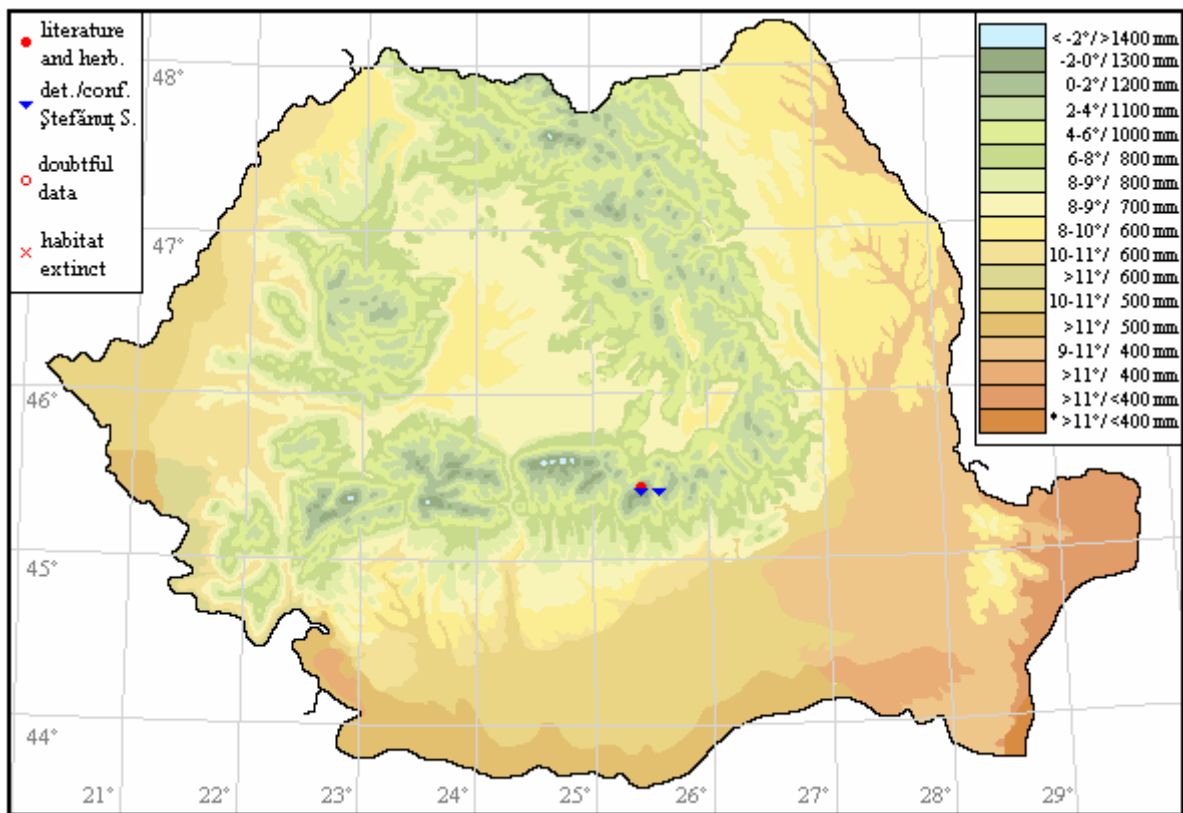 literature
and herb.
det./conf.
Ştefănuţ S.
doubtful
data
habitat
extinct
< -2°/>1400 mm
-2-0°/ 1300 mm
0-2°/ 1200 mm
2-4°/ 1100 mm
4-6°/ 1000 mm
6-8°/ 800 mm
8-9°/ 800 mm
8-9°/ 700 mm
8-10°/ 600 mm
10-11°/ 600 mm
>11°/ 600 mm
10-11°/ 500 mm
>11°/ 500 mm
9-11°/ 400 mm
>11°/ 400 mm
>11°/<400 mm
* >11°/<400 mm
48°
47°
46°
45°
44°
21° 22° 23° 24° 25° 26° 27° 28° 29°